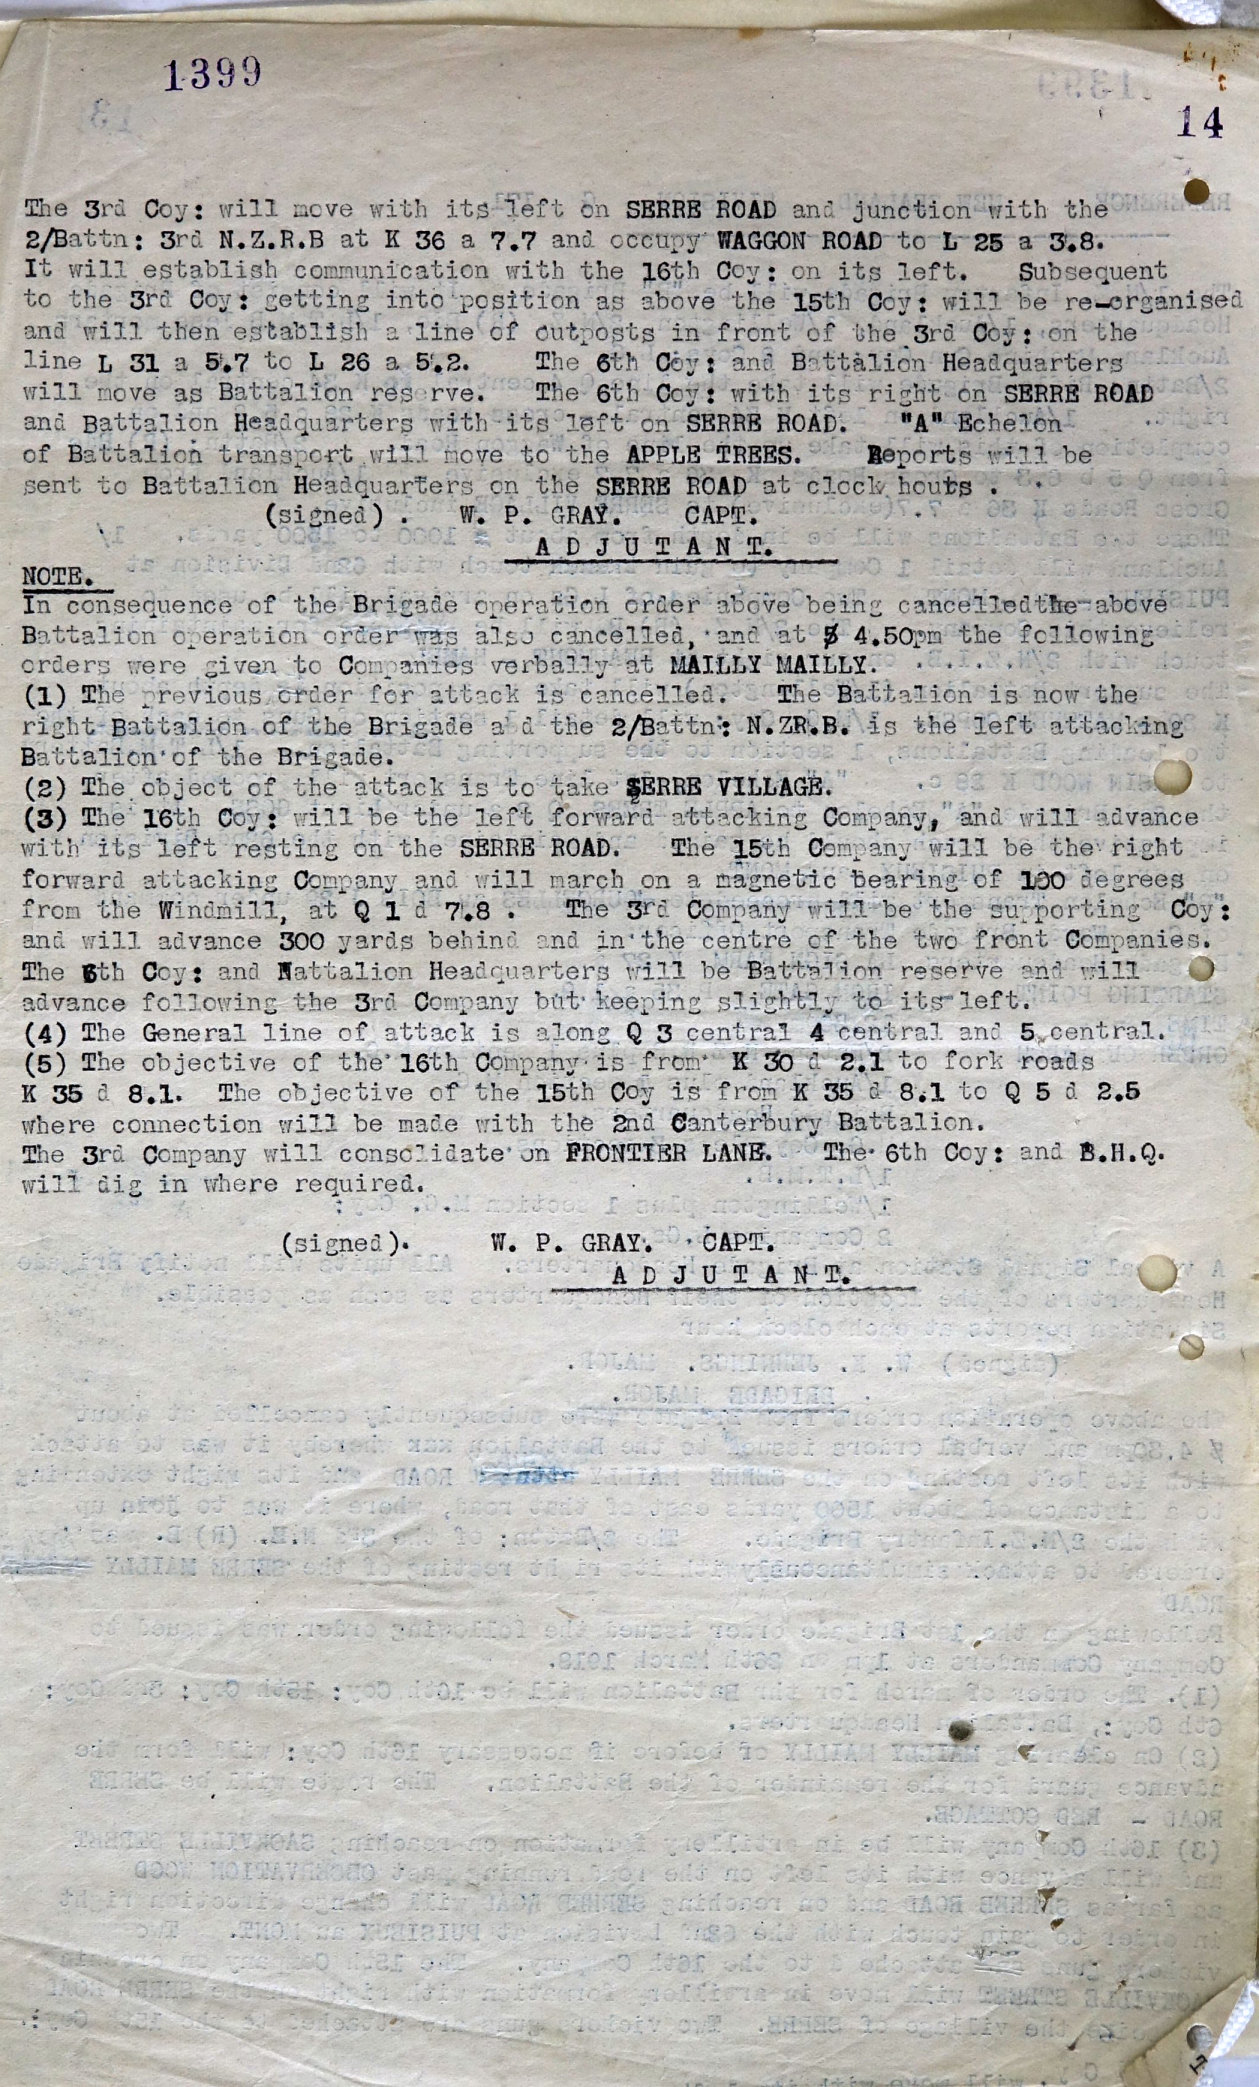 1399
14
The 3rd Coy: will move with its left on SERRE ROAD and junction with the
2/Battn: 3rd N.Z.R.B at K 36 a 7.7 and occupy WAGGON ROAD to L 25 a 3.8.
It will establish communication with the 16th Coy: on its left. Subsequent
to the 3rd Coy: getting into position as above the 15th Coy: will be re-organised
and will then establish a line of outposts in front of the 3rd Coy: on the
line L 31 a 5.7 to L 26 a 5.2. The 6th Coy: and Battalion Headquarters
will move as Battalion reserve. The 6th Coy: with its right on SERRE ROAD
and Battalion Headquarters with its left on SERRE ROAD. "A" Echelon
of Battalion transport will move to the APPLE TREES. Reports will be
sent to Battalion Headquarters on the SERRE ROAD at clock hours .
(signed) . W. P. GRAY. CAPT.
A D J U T A N T.
NOTE.
In consequence of the Brigade operation order above being cancelledthe above
Battalion operation order was also cancelled, and at 4.50pm the following
orders were given to Companies verbally at MAILLY MAILLY.
(1) The previous order for attack is cancelled. The Battalion is now the
right Battalion of the Brigade a d the 2/Battn: N.ZR.B. is the left attacking
Battalion of the Brigade.
(2) The object of the attack is to take SERRE VILLAGE.
(3) The 16th Coy: will be the left forward attacking Company, and will advance
with its left resting on the SERRE ROAD. The 15th Company will be the right
forward attacking Company and will march on a magnetic bearing of 100 degrees
from the Windmill, at Q 1 d 7.8 . The 3rd Company will be the supporting Coy:
and will advance 300 yards behind and in the centre of the two front Companies.
The 6th Coy: and Nattalion Headquarters will be Battalion reserve and will
advance following the 3rd Company but keeping slightly to its left.
(4) The General line of attack is along Q 3 central 4 central and 5 central.
(5) The objective of the 16th Company is from K 30 d 2.1 to fork roads
K 35 d 8.1. The objective of the 15th Coy is from K 35 d 8.1 to Q 5 d 2.5
where connection will be made with the 2nd Canterbury Battalion.
The 3rd Company will consolidate on FRONTIER LANE. The 6th Coy: and B.H.Q.
will dig in where required.
(signed). W. P. GRAY. CAPT.
A D J U T A N T.